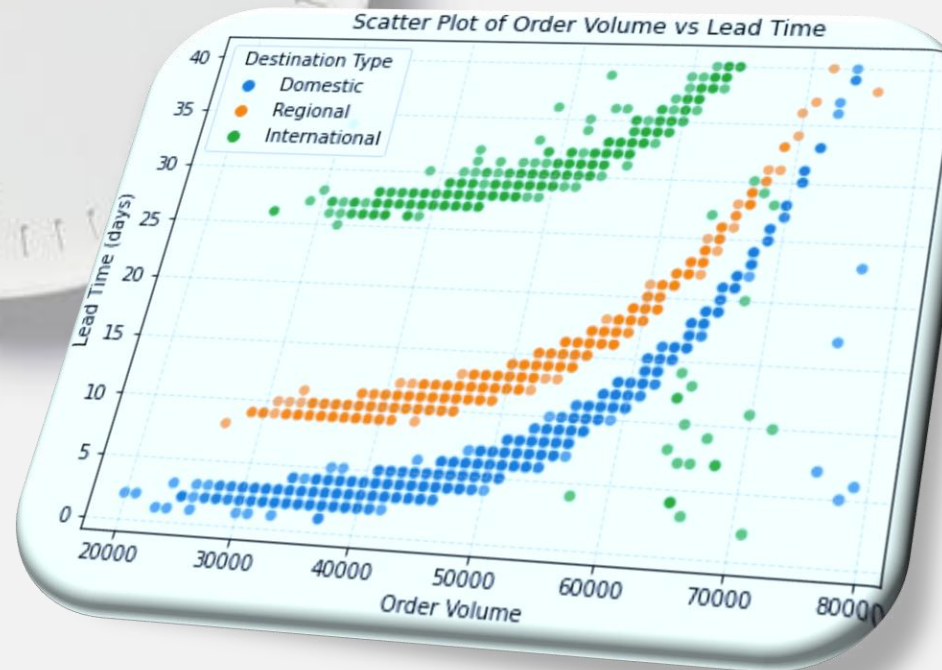 Scatter Plot of Order Volume vs Lead Time
Destination Type
Domestic
Regional
International
Lead Time (days)
40
35
30
25
20
15
10
5
0
20000 30000 40000 50000 60000 70000 80000
Order Volume